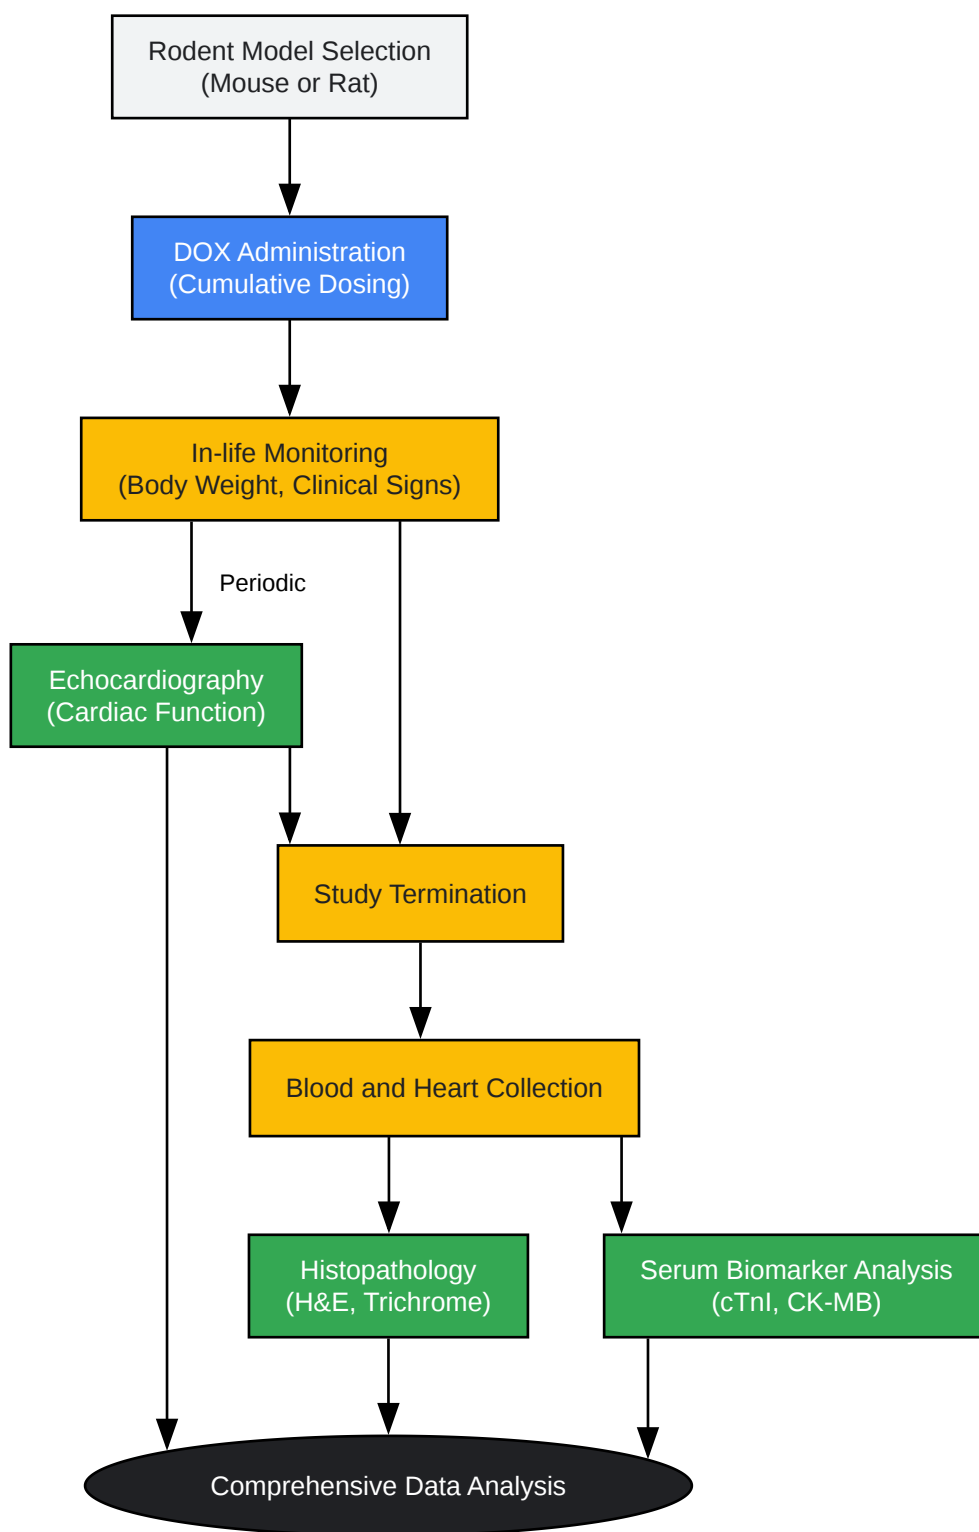 Rodent Model Selection
(Mouse or Rat)
DOX Administration
(Cumulative Dosing)
In-life Monitoring
(Body Weight, Clinical Signs)
Periodic
Echocardiography
(Cardiac Function)
Study Termination
Blood and Heart Collection
Histopathology
(H&E, Trichrome)
Serum Biomarker Analysis
(cTnI, CK-MB)
Comprehensive Data Analysis